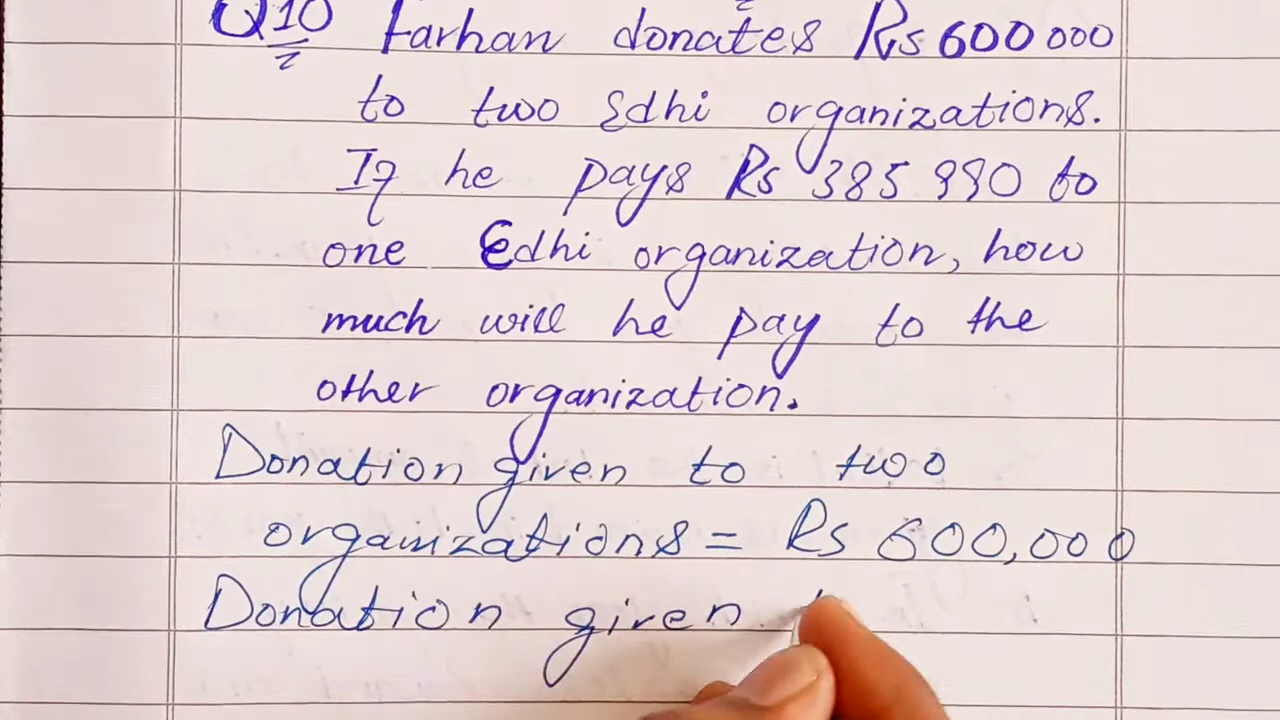 Q10 Farhan donates Rs 600 000
to two Edhi organizations.
If he pays Rs 385 990 to
one Edhi organization, how
much will he pay to the
other organization.
Donation given to two
organizations = Rs 600,000
Donation given